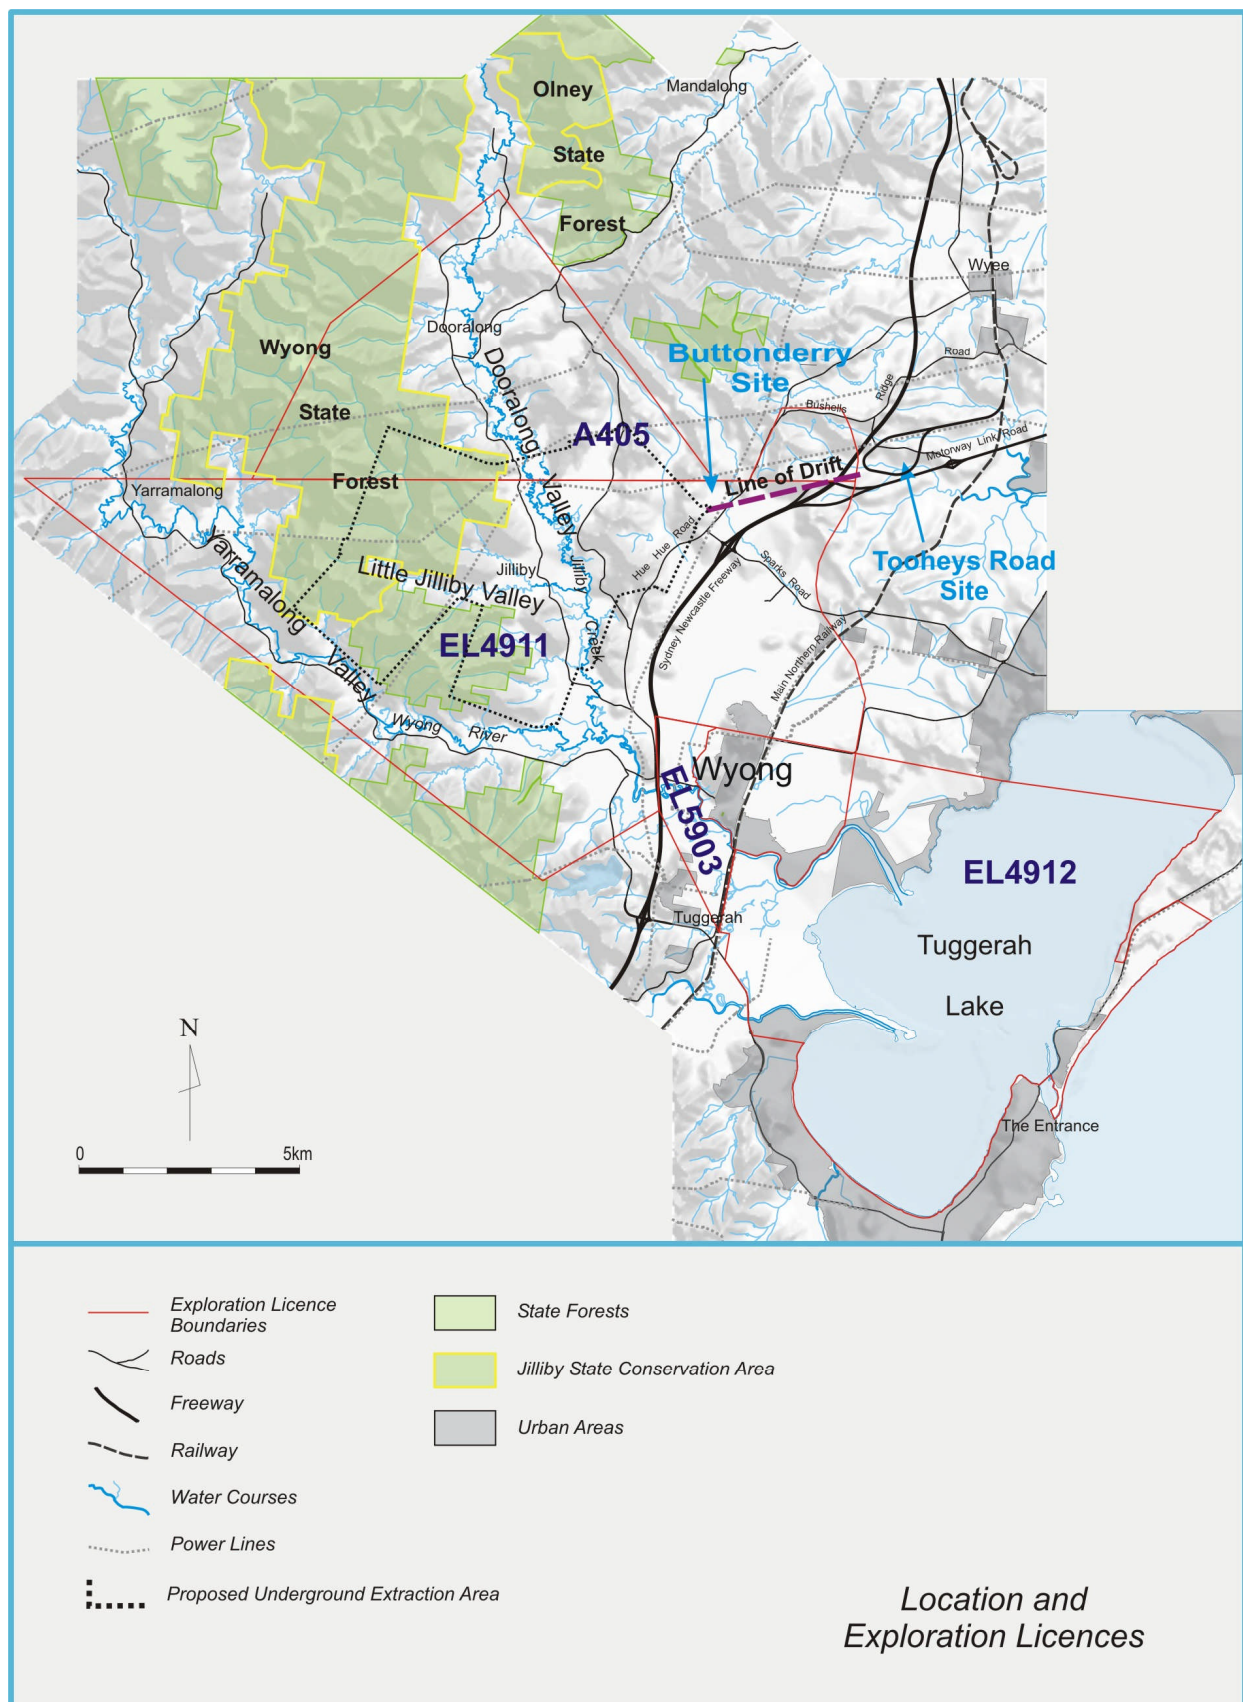 Olney
State
Forest
Mandalong
Wyee
Dooralong
Wyong
State
Forest
Dooralong Valley
Buttonderry
Site
Road
Ridge
Bushells
A405
Motorway Link Road
Line of Drift
Yarramalong
Hue Hue Road
Yarramalong Valley
Little Jilliby Valley
Jilliby
Jilliby Creek
Sparks Road
Tooheys Road
Site
Sydney Newcastle Freeway
EL4911
Main Northern Railway
Wyong River
Wyong
EL5903
EL4912
Tuggerah
Tuggerah
Lake
The Entrance
N
0 5km
Exploration Licence
Boundaries
Roads
Freeway
Railway
Water Courses
Power Lines
Proposed Underground Extraction Area
State Forests
Jilliby State Conservation Area
Urban Areas
Location and
Exploration Licences